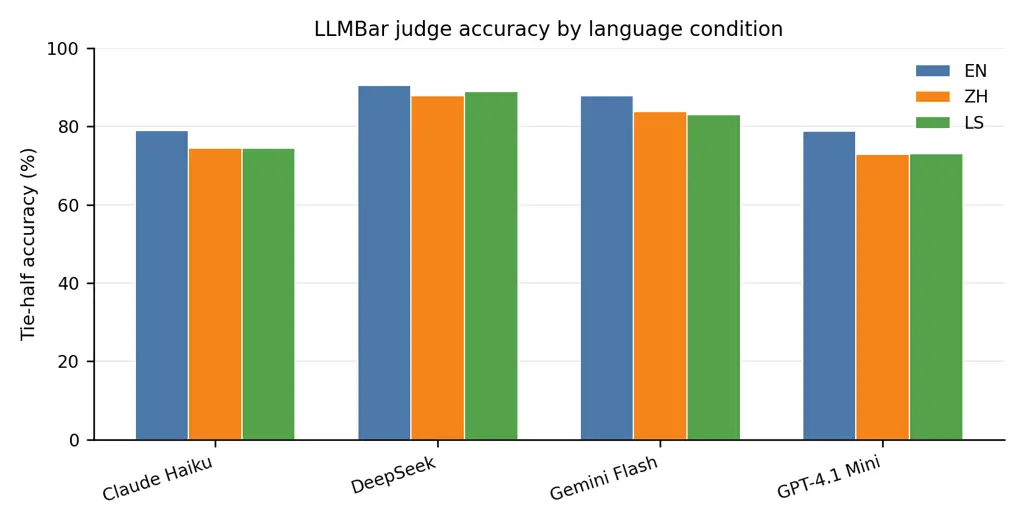 LLMBar judge accuracy by language condition
Tie-half accuracy (%)
100
80
60
40
20
0
EN
ZH
LS
Claude Haiku
DeepSeek
Gemini Flash
GPT-4.1 Mini